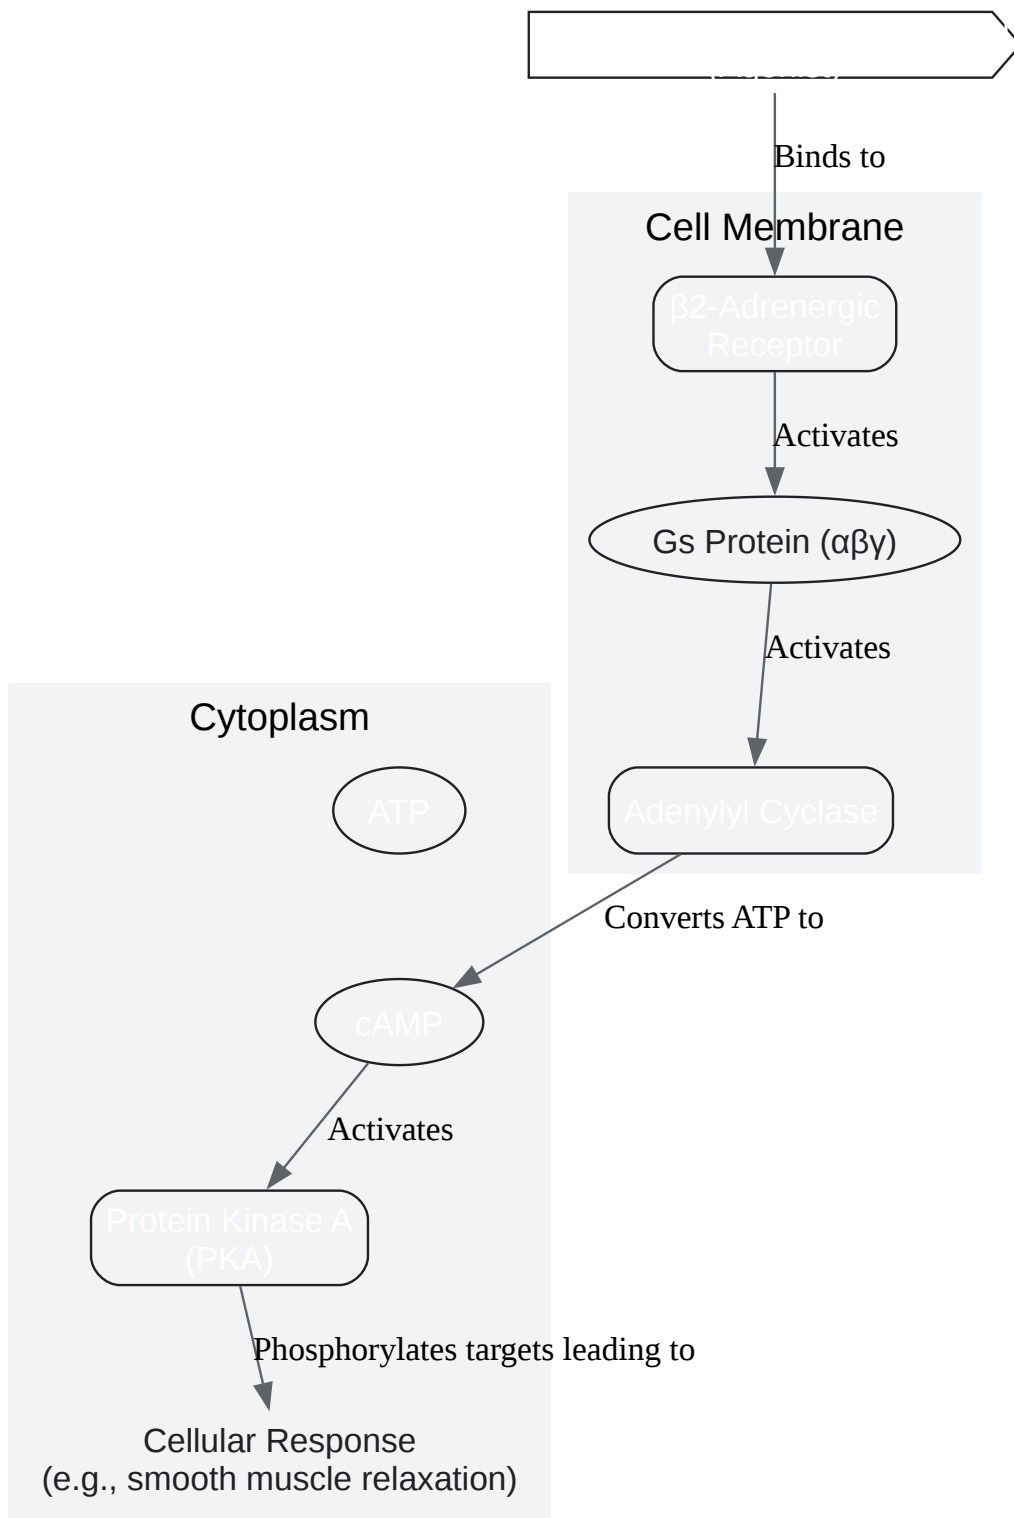 (Agonist)
Binds to
Cell Membrane
β2-Adrenergic
Receptor
Activates
Gs Protein (αβγ)
Activates
Cytoplasm
ATP
Adenylyl Cyclase
Converts ATP to
cAMP
Activates
Protein Kinase A
(PKA)
Phosphorylates targets leading to
Cellular Response
(e.g., smooth muscle relaxation)